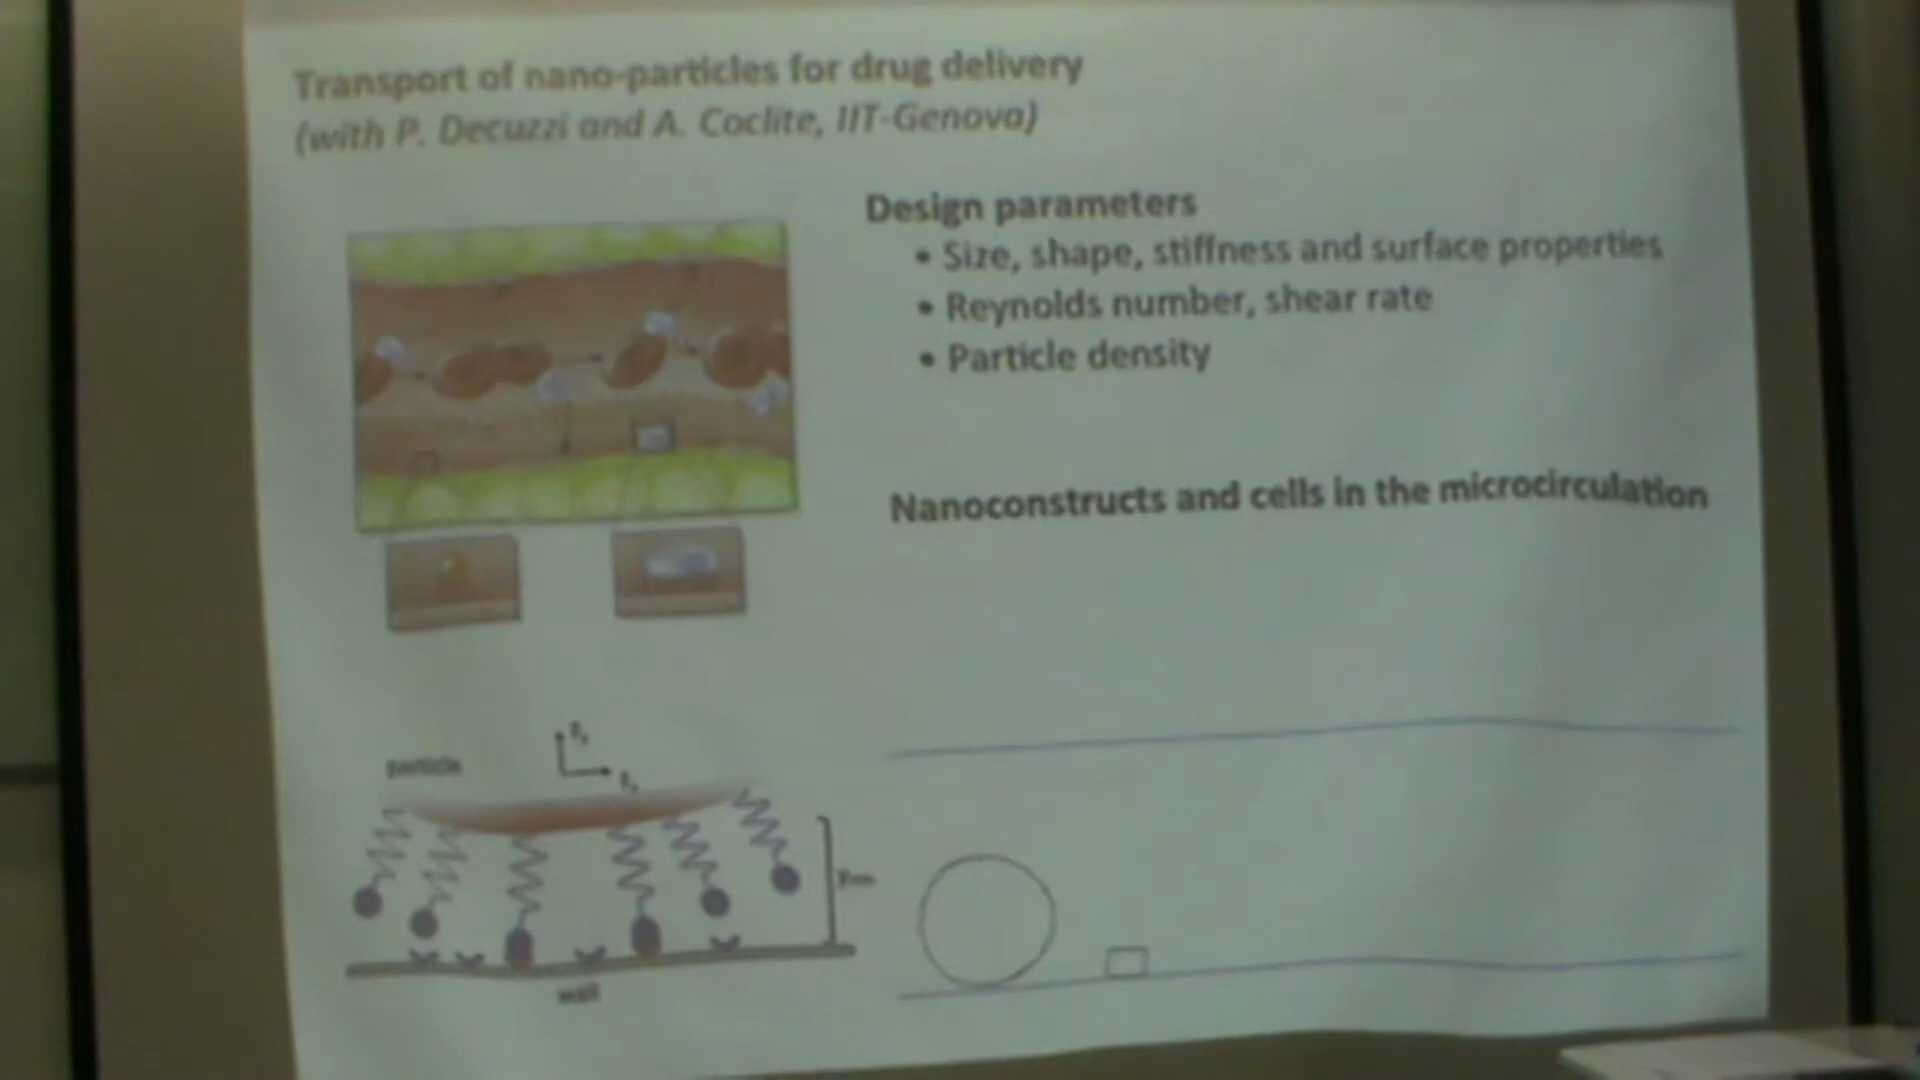 Transport of nano-particles for drug delivery
(with P. Decuzzi and A. Coclite, IIT-Genova)
Design parameters
• Size, shape, stiffness and surface properties
• Reynolds number, shear rate
• Particle density
Nanoconstructs and cells in the microcirculation
particle
wall